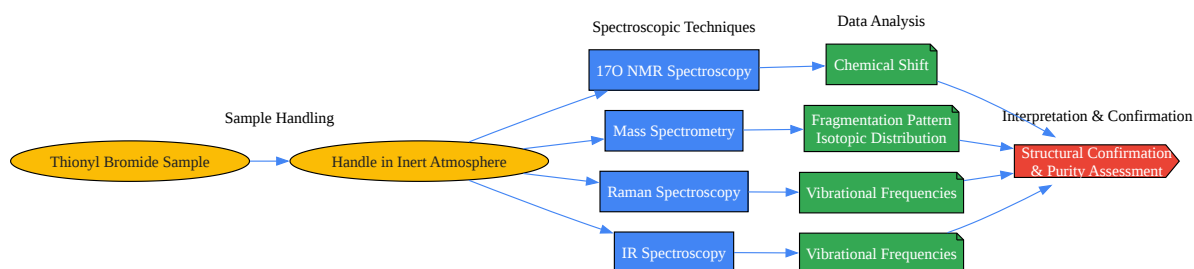 Spectroscopic Techniques
Data Analysis
Sample Handling
Interpretation & Confirmation
Thionyl Bromide Sample
Handle in Inert Atmosphere
17O NMR Spectroscopy
Chemical Shift
Mass Spectrometry
Fragmentation Pattern
Isotopic Distribution
Raman Spectroscopy
Vibrational Frequencies
IR Spectroscopy
Vibrational Frequencies
Structural Confirmation
& Purity Assessment